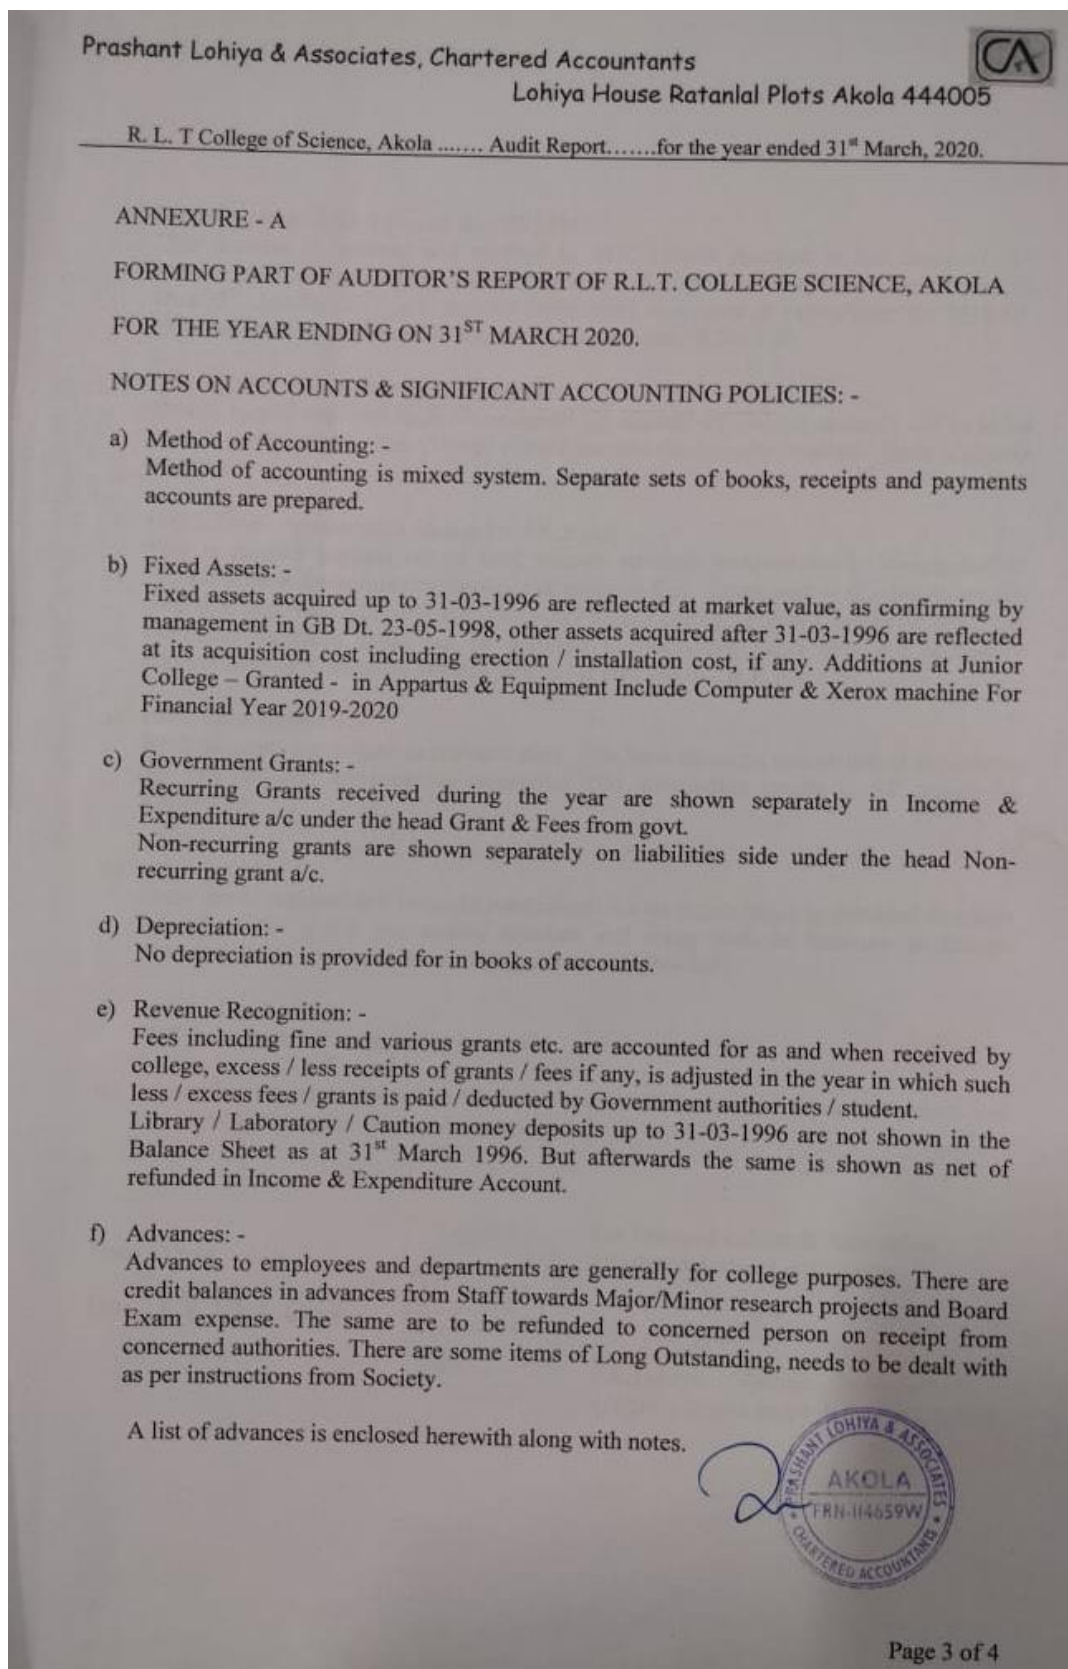 Prashant Lohiya & Associates, Chartered Accountants
CA
Lohiya House Ratanlal Plots Akola 444005
R. L. T College of Science, Akola ....... Audit Report.......for the year ended 31st March, 2020.
ANNEXURE - A
FORMING PART OF AUDITOR'S REPORT OF R.L.T. COLLEGE SCIENCE, AKOLA
FOR THE YEAR ENDING ON 31ST MARCH 2020.
NOTES ON ACCOUNTS & SIGNIFICANT ACCOUNTING POLICIES: -
a) Method of Accounting: -
Method of accounting is mixed system. Separate sets of books, receipts and payments
accounts are prepared.
b) Fixed Assets: -
Fixed assets acquired up to 31-03-1996 are reflected at market value, as confirming by
management in GB Dt. 23-05-1998, other assets acquired after 31-03-1996 are reflected
at its acquisition cost including erection / installation cost, if any. Additions at Junior
College – Granted - in Appartus & Equipment Include Computer & Xerox machine For
Financial Year 2019-2020
c) Government Grants: -
Recurring Grants received during the year are shown separately in Income &
Expenditure a/c under the head Grant & Fees from govt.
Non-recurring grants are shown separately on liabilities side under the head Non-
recurring grant a/c.
d) Depreciation: -
No depreciation is provided for in books of accounts.
e) Revenue Recognition: -
Fees including fine and various grants etc. are accounted for as and when received by
college, excess / less receipts of grants / fees if any, is adjusted in the year in which such
less / excess fees / grants is paid / deducted by Government authorities / student.
Library / Laboratory / Caution money deposits up to 31-03-1996 are not shown in the
Balance Sheet as at 31st March 1996. But afterwards the same is shown as net of
refunded in Income & Expenditure Account.
f) Advances: -
Advances to employees and departments are generally for college purposes. There are
credit balances in advances from Staff towards Major/Minor research projects and Board
Exam expense. The same are to be refunded to concerned person on receipt from
concerned authorities. There are some items of Long Outstanding, needs to be dealt with
as per instructions from Society.
A list of advances is enclosed herewith along with notes.
PRASHANT LOHIYA & ASSOCIATES
AKOLA
FRN-114659W
CHARTERED ACCOUNTANTS
Page 3 of 4